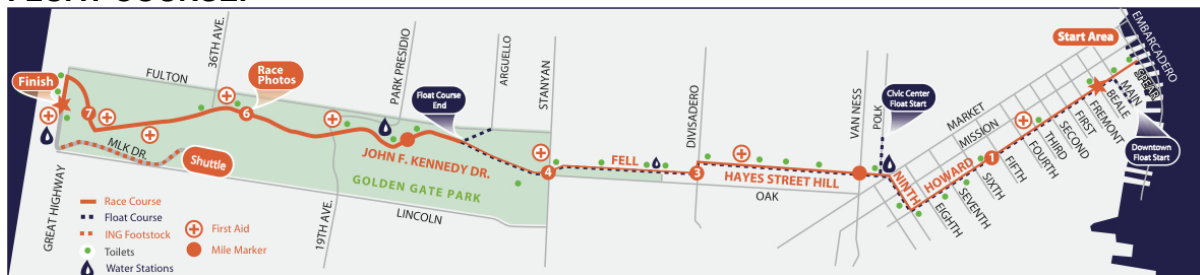 FLOAT COURSE:
Finish
FULTON
36TH AVE.
Race
Photos
PARK PRESIDIO
ARGUELLO
STANYAN
Float Course
End
DIVISADERO
VAN NESS
POLK
Civic Center
Float Start
MARKET
MISSION
Start Area
EMBARCADERO
SPEAR
MAIN
BEALE
FREMONT
FIRST
SECOND
THIRD
FOURTH
FIFTH
SIXTH
SEVENTH
EIGHTH
Downtown
Float Start
7
6
MLK DR.
Shuttle
JOHN F. KENNEDY DR.
GOLDEN GATE PARK
4
FELL
3
HAYES STREET HILL
OAK
NINTH
HOWARD
1
GREAT HIGHWAY
19TH AVE.
LINCOLN
Race Course
Float Course
ING Footstock
Toilets
Water Stations
First Aid
Mile Marker